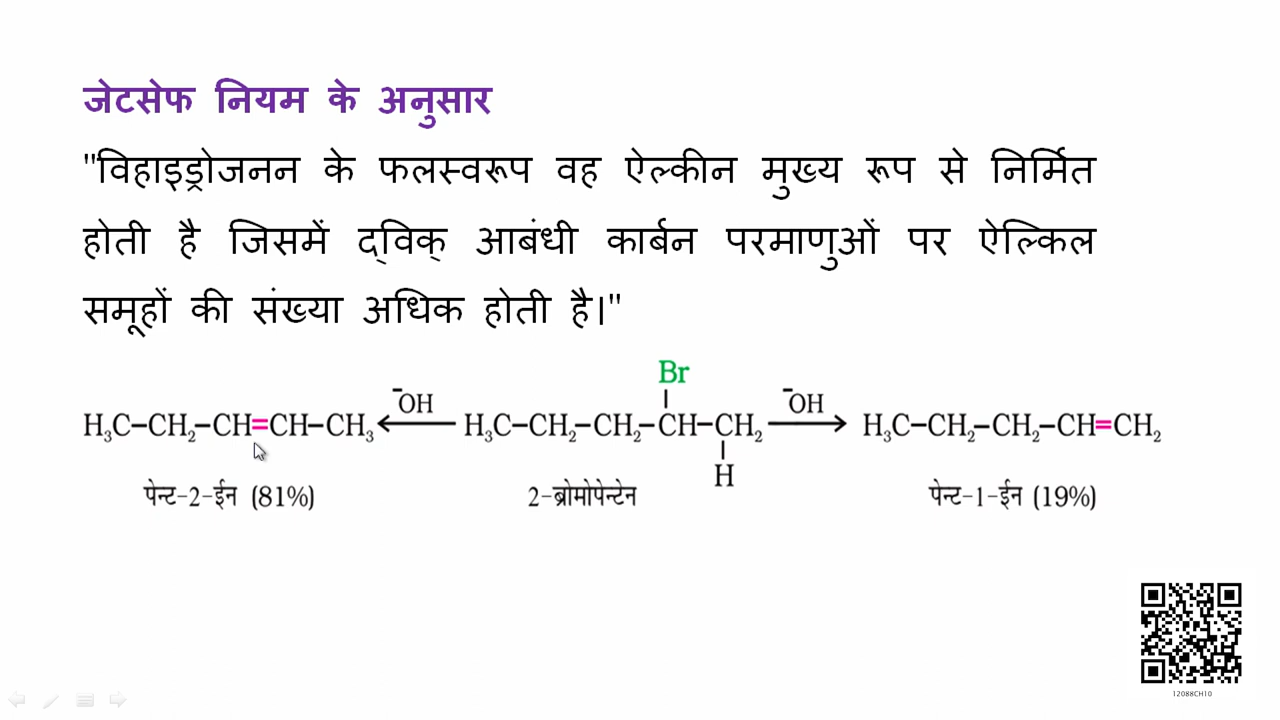 जेटसेफ नियम के अनुसार
"विहाइड्रोजनन के फलस्वरूप वह ऐल्कीन मुख्य रूप से निर्मित
होती है जिसमें द्विक् आबंधी कार्बन परमाणुओं पर ऐल्किल
समूहों की संख्या अधिक होती है।"
Br
⁻OH ⁻OH
H₃C–CH₂–CH=CH–CH₃ ← H₃C–CH₂–CH₂–CH–CH₂ → H₃C–CH₂–CH₂–CH=CH₂
H
पेन्ट-2-ईन (81%) 2-ब्रोमोपेन्टेन पेन्ट-1-ईन (19%)
12088CH10